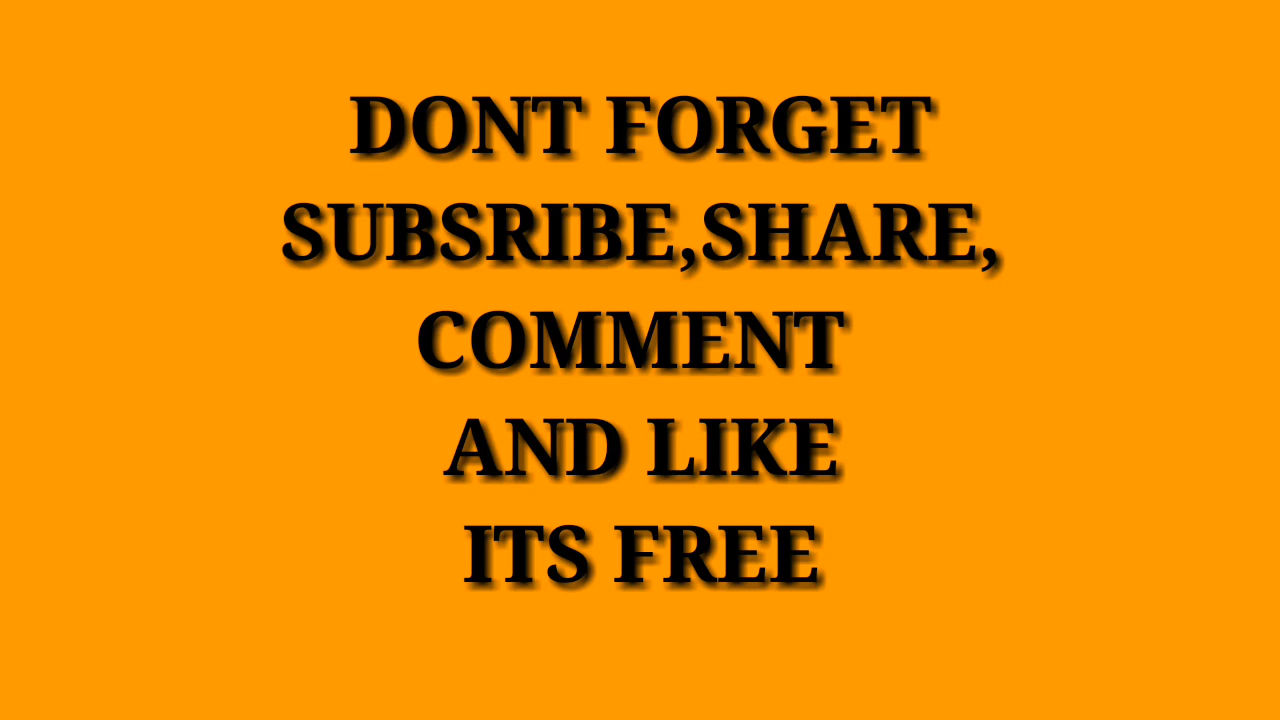 DONT FORGET
SUBSRIBE,SHARE,
COMMENT
AND LIKE
ITS FREE